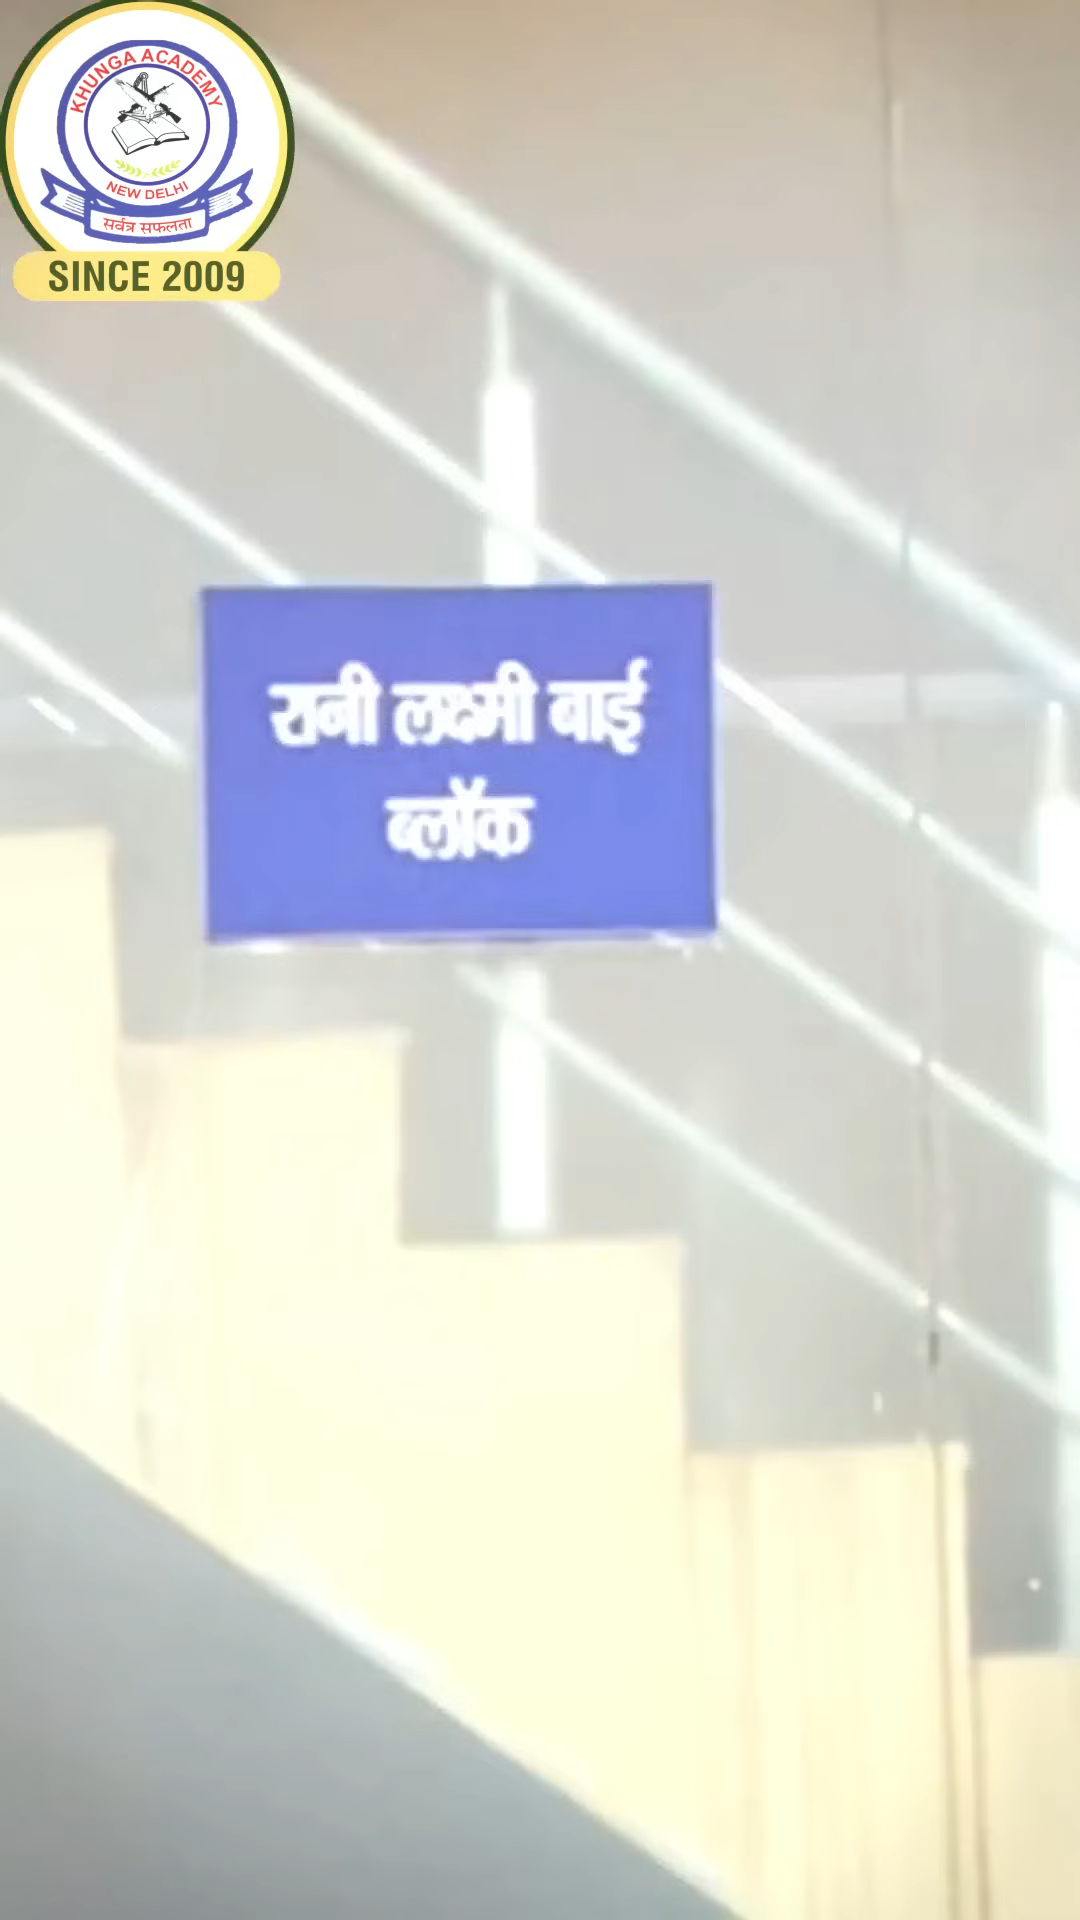 KHUNGA ACADEMY
NEW DELHI
सर्वत्र सफलता
SINCE 2009
रानी लक्ष्मी बाई
ब्लॉक